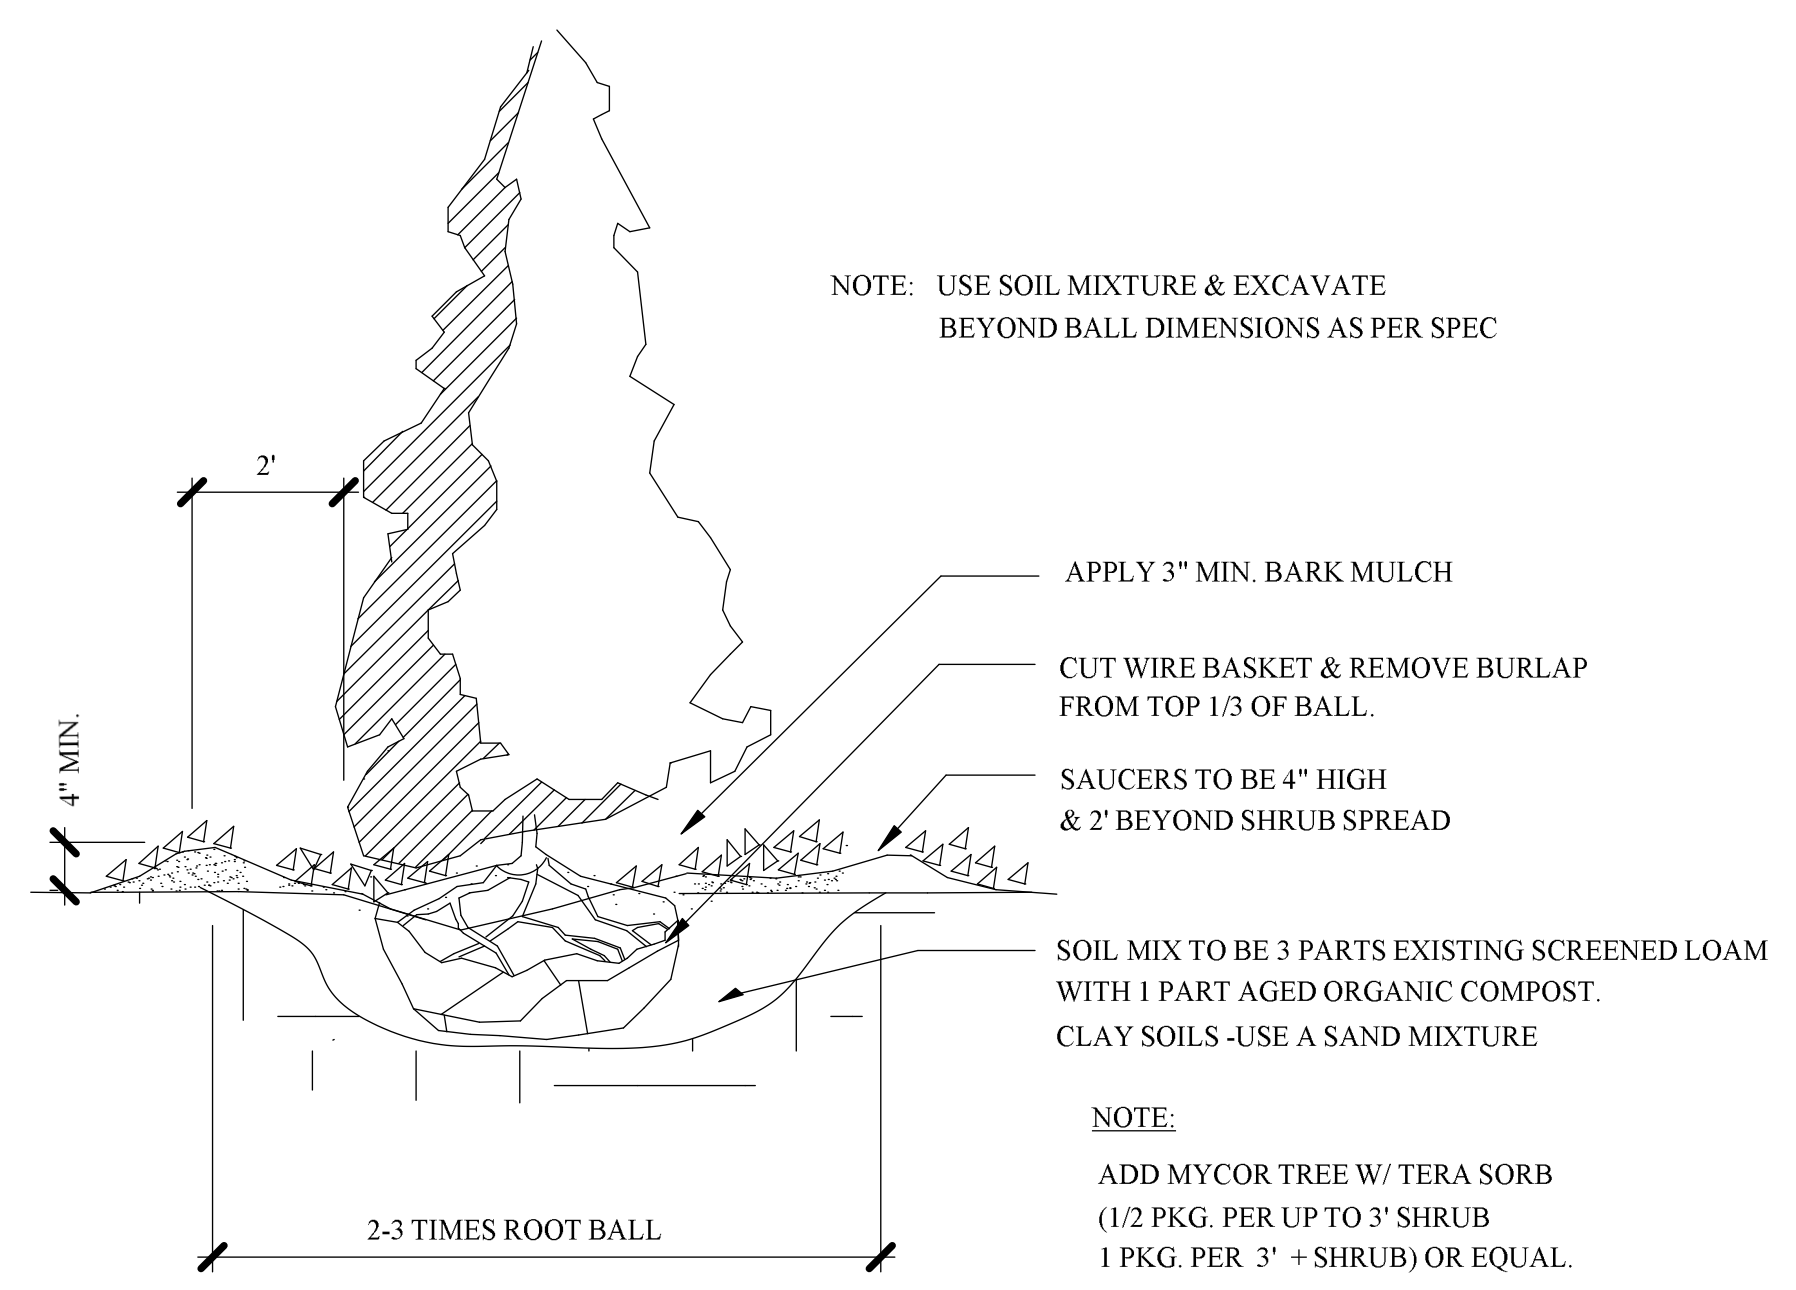 NOTE: USE SOIL MIXTURE & EXCAVATE
BEYOND BALL DIMENSIONS AS PER SPEC
2'
APPLY 3" MIN. BARK MULCH
CUT WIRE BASKET & REMOVE BURLAP
FROM TOP 1/3 OF BALL.
4" MIN.
SAUCERS TO BE 4" HIGH
& 2' BEYOND SHRUB SPREAD
SOIL MIX TO BE 3 PARTS EXISTING SCREENED LOAM
WITH 1 PART AGED ORGANIC COMPOST.
CLAY SOILS -USE A SAND MIXTURE
NOTE:
ADD MYCOR TREE W/ TERA SORB
(1/2 PKG. PER UP TO 3' SHRUB
1 PKG. PER 3' + SHRUB) OR EQUAL.
2-3 TIMES ROOT BALL